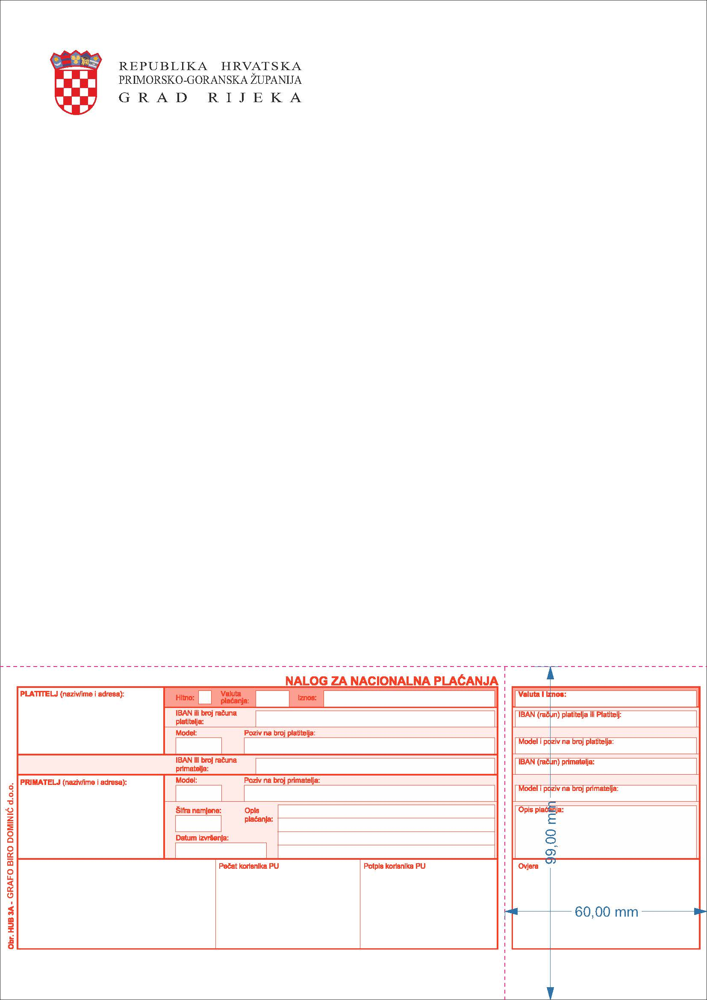 REPUBLIKA HRVATSKA
PRIMORSKO-GORANSKA ŽUPANIJA
GRAD RIJEKA
NALOG ZA NACIONALNA PLAĆANJA
PLATITELJ (naziv/ime i adresa):
Hitno:
Valuta
plaćanja:
Iznos:
IBAN ili broj računa
platitelja:
Model:
Poziv na broj platitelja:
IBAN ili broj računa
primatelja:
PRIMATELJ (naziv/ime i adresa):
Model:
Poziv na broj primatelja:
Šifra namjene:
Opis
plaćanja:
Datum izvršenja:
Pečat korisnika PU
Potpis korisnika PU
Obr. HUB 3A - GRAFO BIRO DOMINIĆ d.o.o.
Valuta i iznos:
IBAN (račun) platitelja ili Platitelj:
Model i poziv na broj platitelja:
IBAN (račun) primatelja:
Model i poziv na broj primatelja:
Opis plaćanja:
Ovjera
99,00 mm
60,00 mm